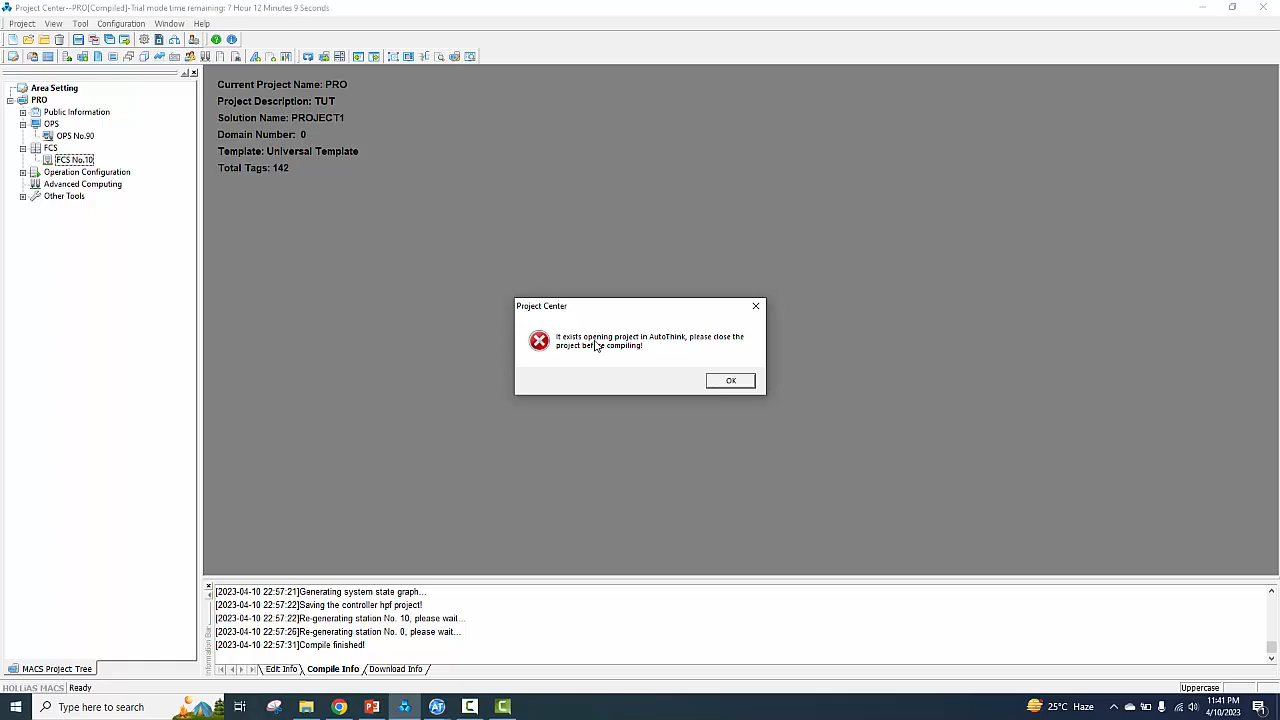 Project Center--PRO[Compiled]-Trial mode time remaining: 7 Hour 12 Minutes 9 Seconds
Project View Tool Configuration Window Help
Area Setting
PRO
Public Information
OPS
OPS No.90
FCS
FCS No.10
Operation Configuration
Advanced Computing
Other Tools
Current Project Name: PRO
Project Description: TUT
Solution Name: PROJECT1
Domain Number: 0
Template: Universal Template
Total Tags: 142
Project Center
It exists opening project in AutoThink, please close the
project before compiling!
OK
[2023-04-10 22:57:21]Generating system state graph...
[2023-04-10 22:57:22]Saving the controller hpf project!
[2023-04-10 22:57:22]Re-generating station No. 10, please wait...
[2023-04-10 22:57:26]Re-generating station No. 0, please wait...
[2023-04-10 22:57:31]Compile finished!
Information Bar
Edit Info Compile Info Download Info
MACS Project Tree
HOLLiAS MACS Ready
Uppercase
Type here to search
25°C Haze
11:41 PM
4/10/2023